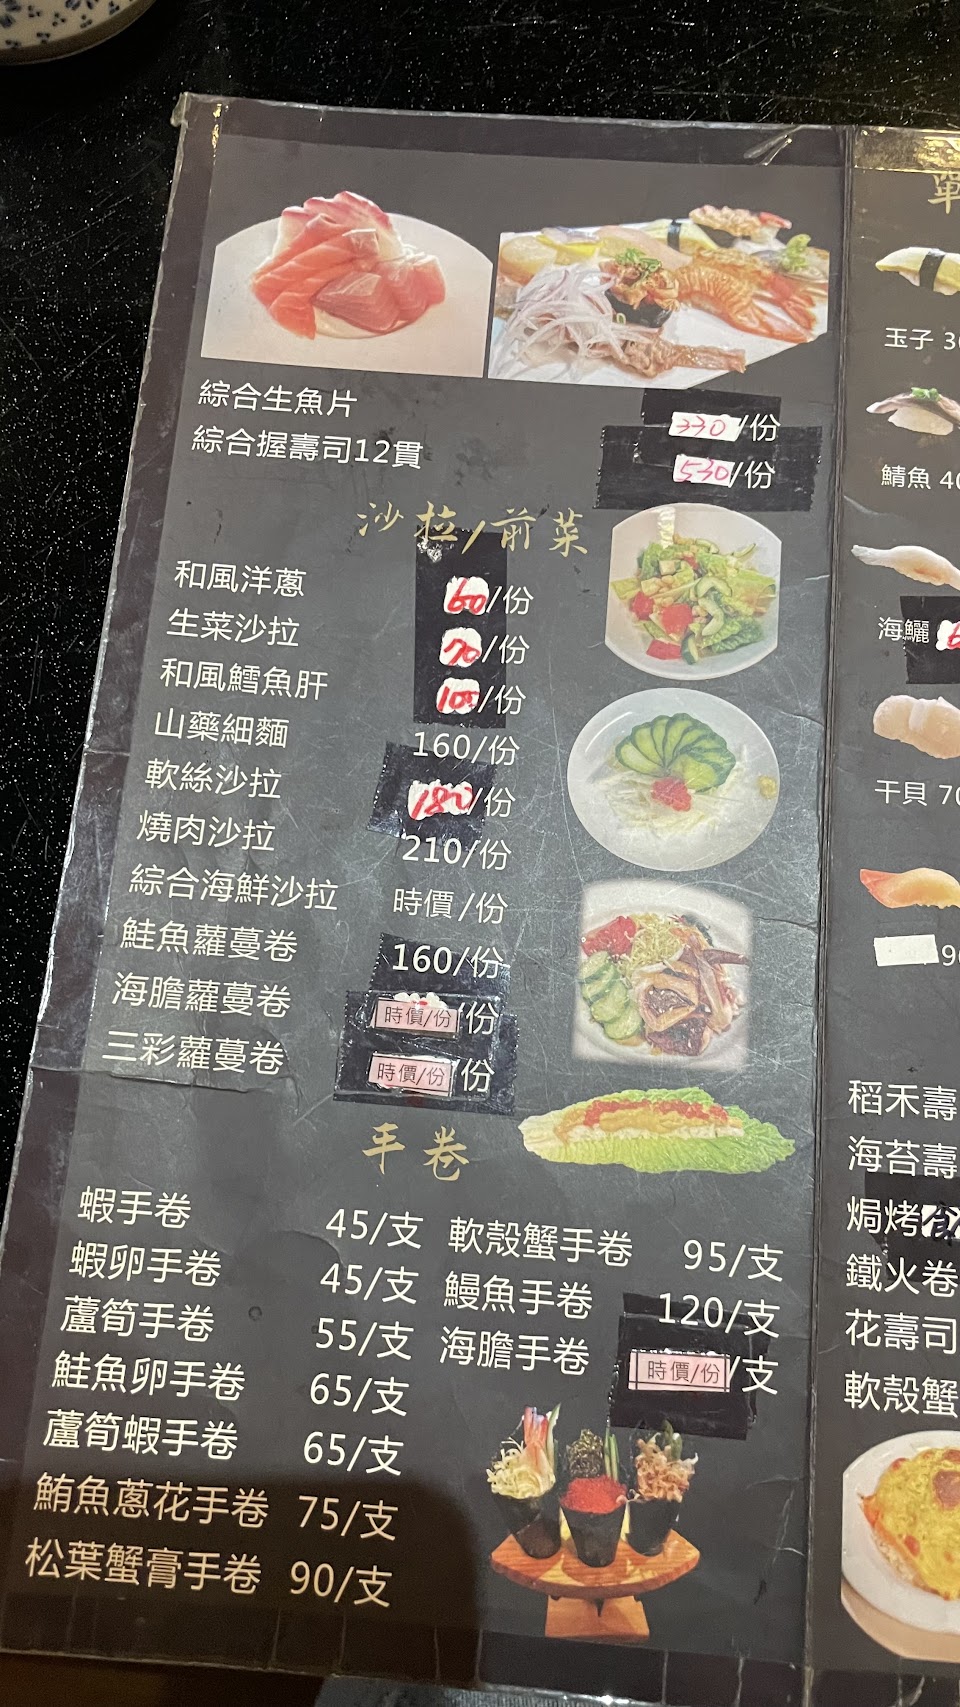 綜合生魚片 330/份
綜合握壽司12貫 530/份
沙拉/前菜
和風洋蔥 60/份
生菜沙拉 70/份
和風鱈魚肝 100/份
山藥細麵 160/份
軟絲沙拉 180/份
燒肉沙拉 210/份
綜合海鮮沙拉 時價/份
鮭魚蘿蔓卷 160/份
海膽蘿蔓卷 時價/份/份
三彩蘿蔓卷 時價/份/份
手卷
蝦手卷 45/支
蝦卵手卷 45/支
蘆筍手卷 55/支
鮭魚卵手卷 65/支
蘆筍蝦手卷 65/支
鮪魚蔥花手卷 75/支
松葉蟹膏手卷 90/支
軟殼蟹手卷 95/支
鰻魚手卷 120/支
海膽手卷 時價/份/支
單
玉子
鯖魚
海鱺
干貝
稻禾壽
海苔壽
焗烤
鐵火卷
花壽司
軟殼蟹